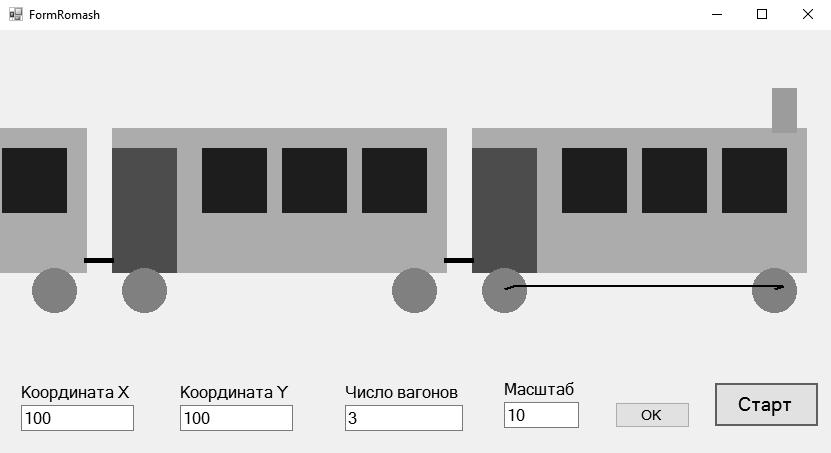 FormRomash
Координата X
Координата Y
Число вагонов
Масштаб
100
100
3
10
OK
Старт